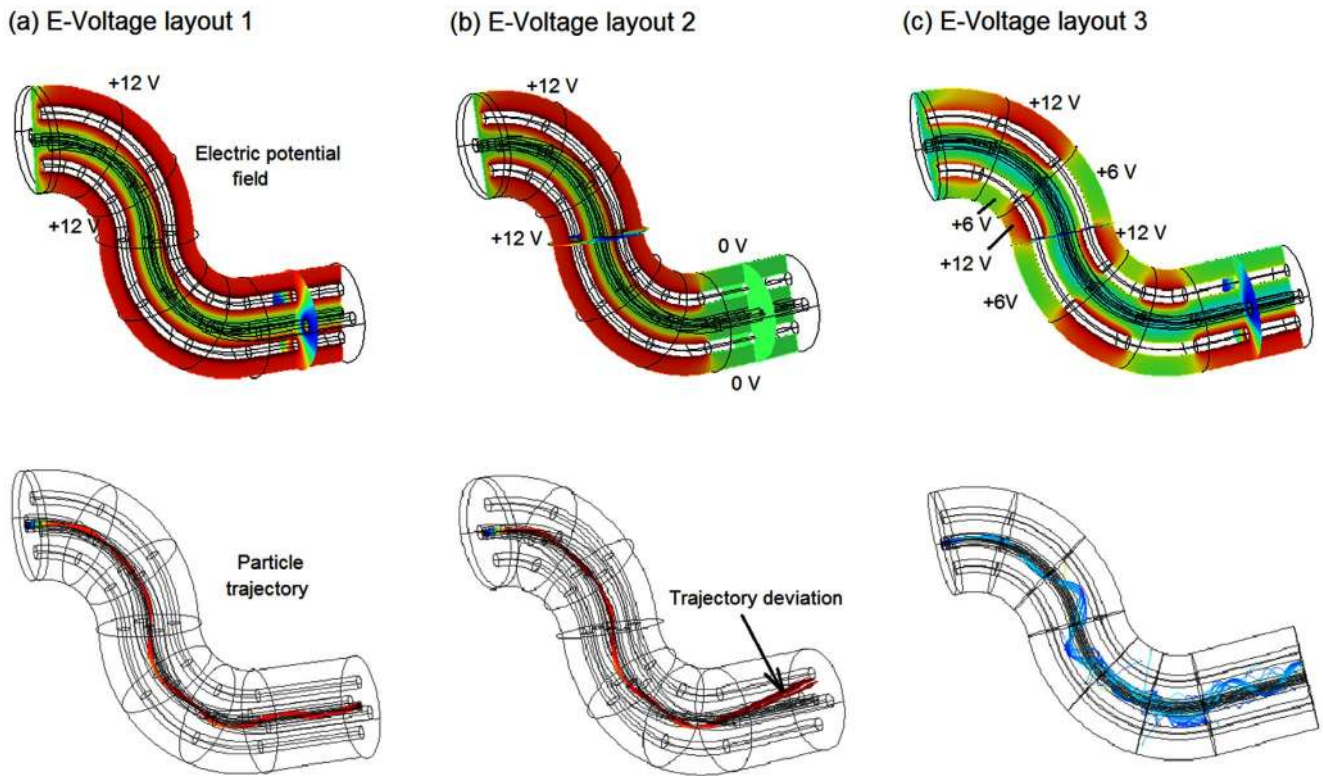 (a) E-Voltage layout 1
(b) E-Voltage layout 2
(c) E-Voltage layout 3
+12 V
Electric potential
field
+12 V
+12 V
+12 V
0 V
0 V
+12 V
+6 V
+6 V
+12 V
+12 V
+6V
Particle
trajectory
Trajectory deviation